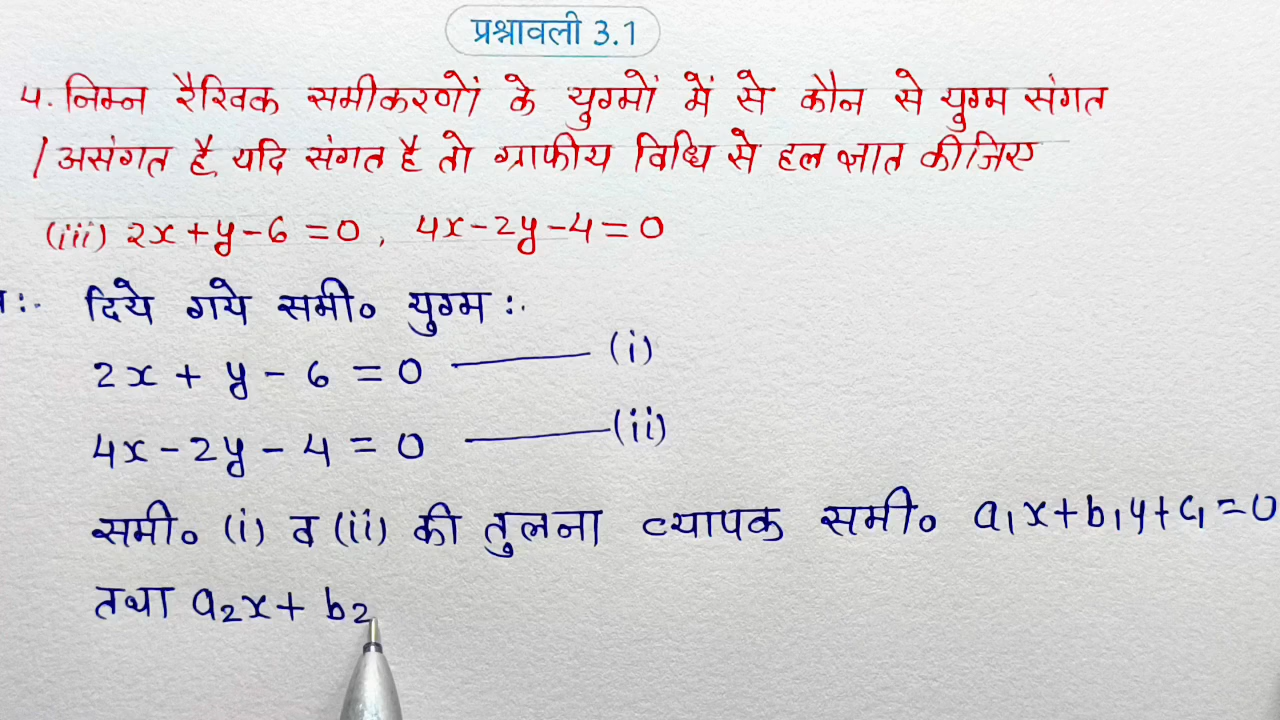 प्रश्नावली 3.1
4. निम्न रैखिक समीकरणों के युग्मों में से कौन से युग्म संगत
/ असंगत है, यदि संगत है तो ग्राफीय विधि से हल ज्ञात कीजिए
(iii) 2x+y-6=0, 4x-2y-4=0
:. दिये गये समी० युग्म :.
2x + y - 6 = 0 ——— (i)
4x - 2y - 4 = 0 ——— (ii)
समी० (i) व (ii) की तुलना व्यापक समी० a₁x+b₁y+c₁=0
तथा a₂x+ b₂